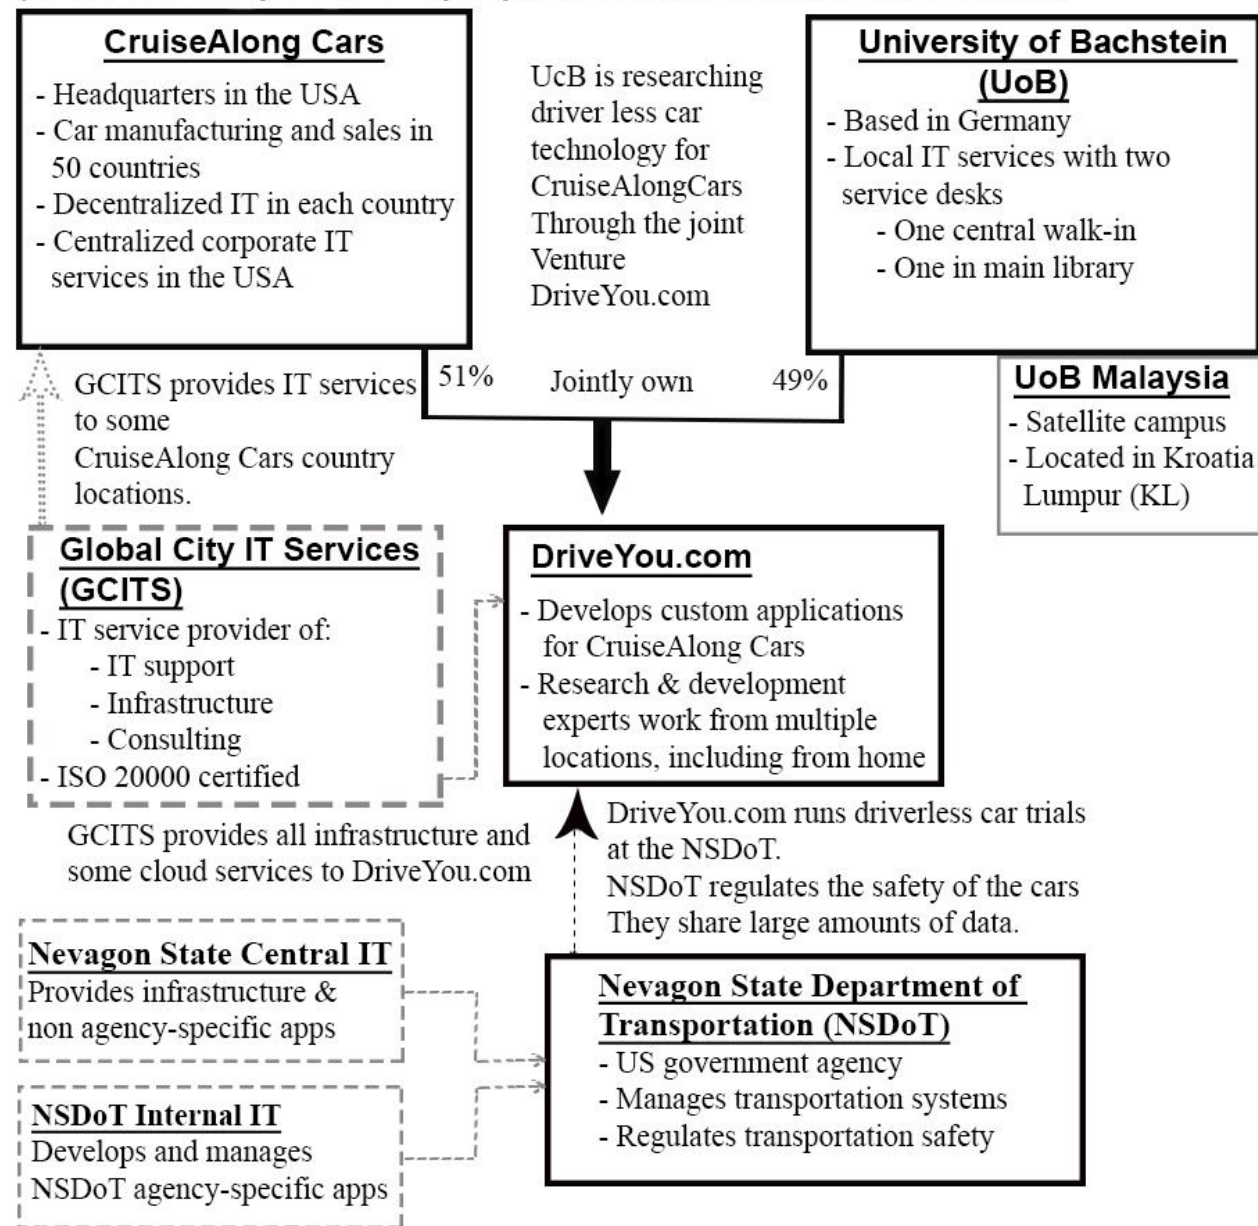 CruiseAlong Cars
- Headquarters in the USA
- Car manufacturing and sales in
50 countries
- Decentralized IT in each country
- Centralized corporate IT
services in the USA
UcB is researching
driver less car
technology for
CruiseAlongCars
Through the joint
Venture
DriveYou.com
University of Bachstein
(UoB)
- Based in Germany
- Local IT services with two
service desks
- One central walk-in
- One in main library
51%
Jointly own
49%
UoB Malaysia
- Satellite campus
- Located in Kroatia
Lumpur (KL)
GCITS provides IT services
to some
CruiseAlong Cars country
locations.
Global City IT Services
(GCITS)
- IT service provider of:
- IT support
- Infrastructure
- Consulting
- ISO 20000 certified
DriveYou.com
- Develops custom applications
for CruiseAlong Cars
- Research & development
experts work from multiple
locations, including from home
GCITS provides all infrastructure and
some cloud services to DriveYou.com
DriveYou.com runs driverless car trials
at the NSDoT.
NSDoT regulates the safety of the cars
They share large amounts of data.
Nevagon State Central IT
Provides infrastructure &
non agency-specific apps
NSDoT Internal IT
Develops and manages
NSDoT agency-specific apps
Nevagon State Department of
Transportation (NSDoT)
- US government agency
- Manages transportation systems
- Regulates transportation safety